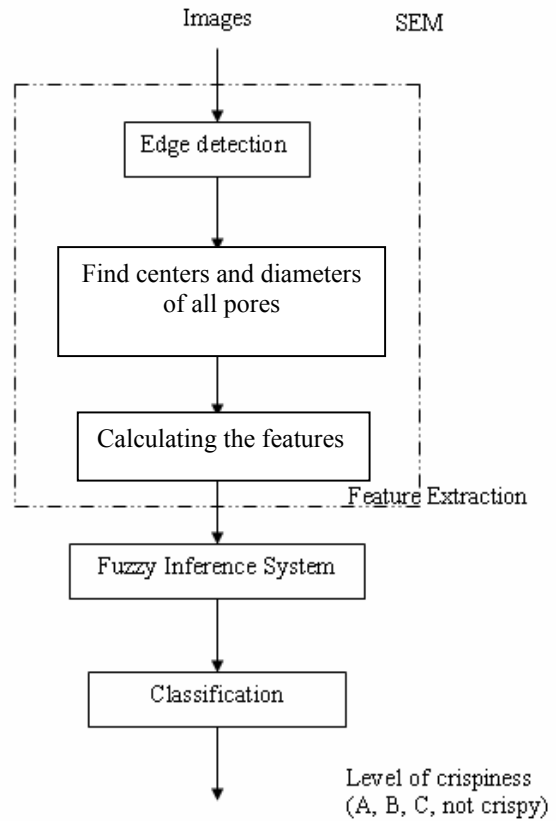 Images
SEM
Edge detection
Find centers and diameters
of all pores
Calculating the features
Feature Extraction
Fuzzy Inference System
Classification
Level of crispiness
(A, B, C, not crispy)